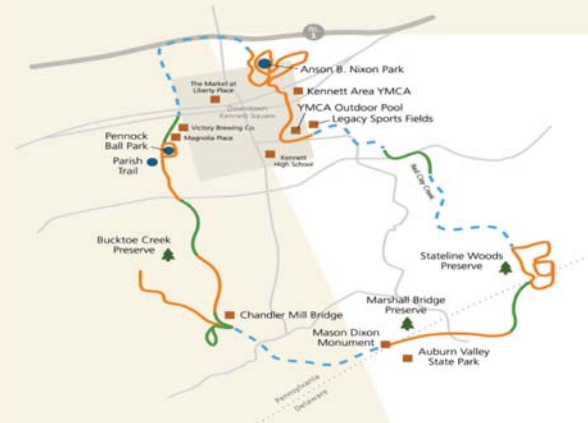 RT.
1
Anson B. Nixon Park
The Market at
Liberty Place
Kennett Area YMCA
Downtown
Kennett Square
YMCA Outdoor Pool
Legacy Sports Fields
Pennock
Ball Park
Victory Brewing Co.
Magnolia Place
Parish
Trail
Kennett
High School
Red Clay Creek
Bucktoe Creek
Preserve
Stateline Woods
Preserve
Chandler Mill Bridge
Marshall Bridge
Preserve
Mason Dixon
Monument
Auburn Valley
State Park
Pennsylvania
Delaware